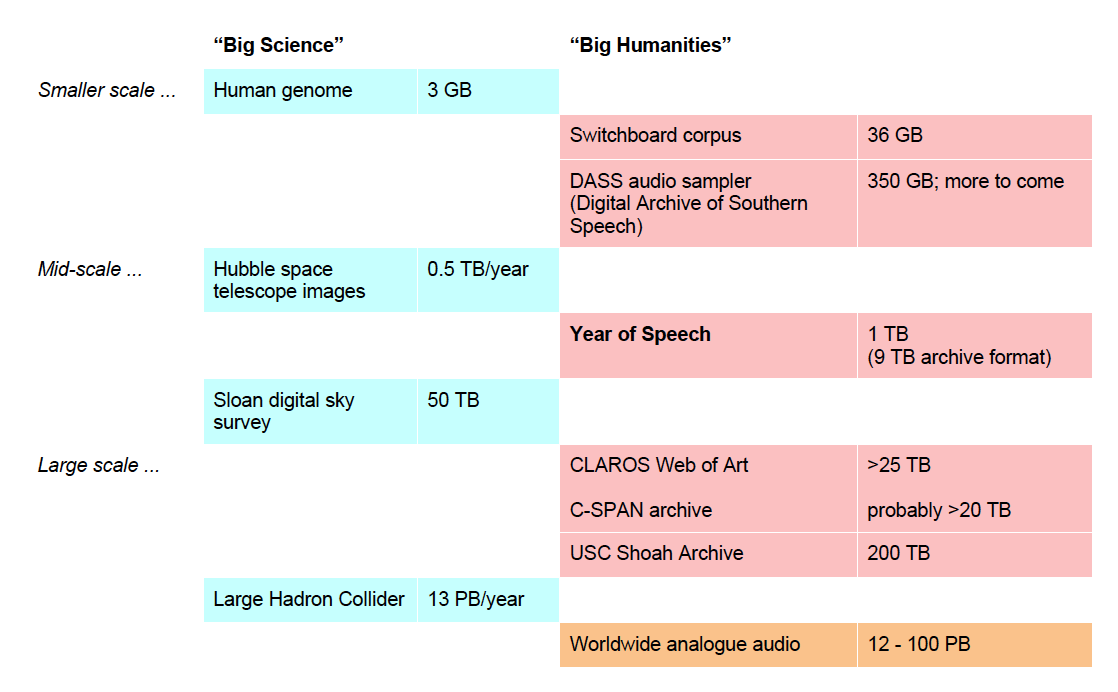 “Big Science” “Big Humanities”
Smaller scale ... Human genome 3 GB
Switchboard corpus 36 GB
DASS audio sampler 350 GB; more to come
(Digital Archive of Southern
Speech)
Mid-scale ... Hubble space 0.5 TB/year
telescope images
Year of Speech 1 TB
(9 TB archive format)
Sloan digital sky 50 TB
survey
Large scale ... CLAROS Web of Art >25 TB
C-SPAN archive probably >20 TB
USC Shoah Archive 200 TB
Large Hadron Collider 13 PB/year
Worldwide analogue audio 12 - 100 PB